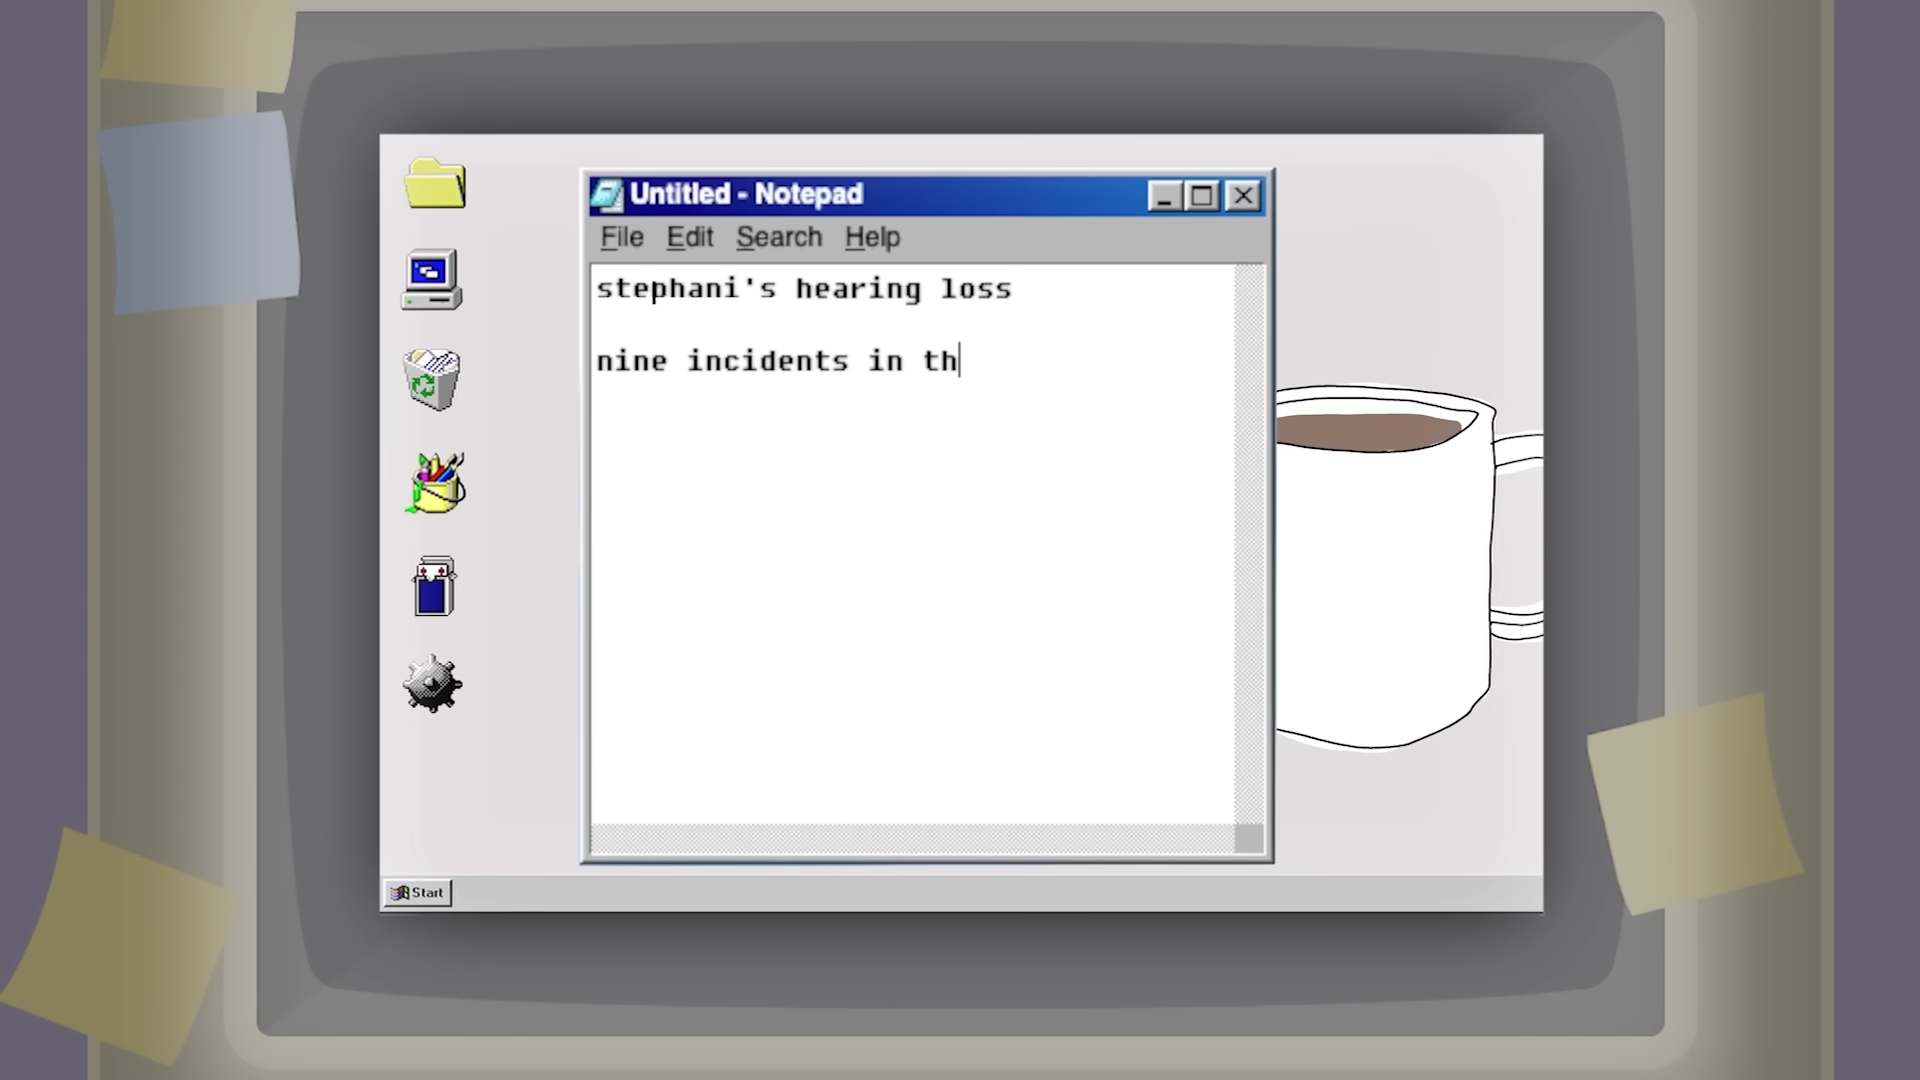 Untitled - Notepad
File Edit Search Help
stephani's hearing loss
nine incidents in th
Start